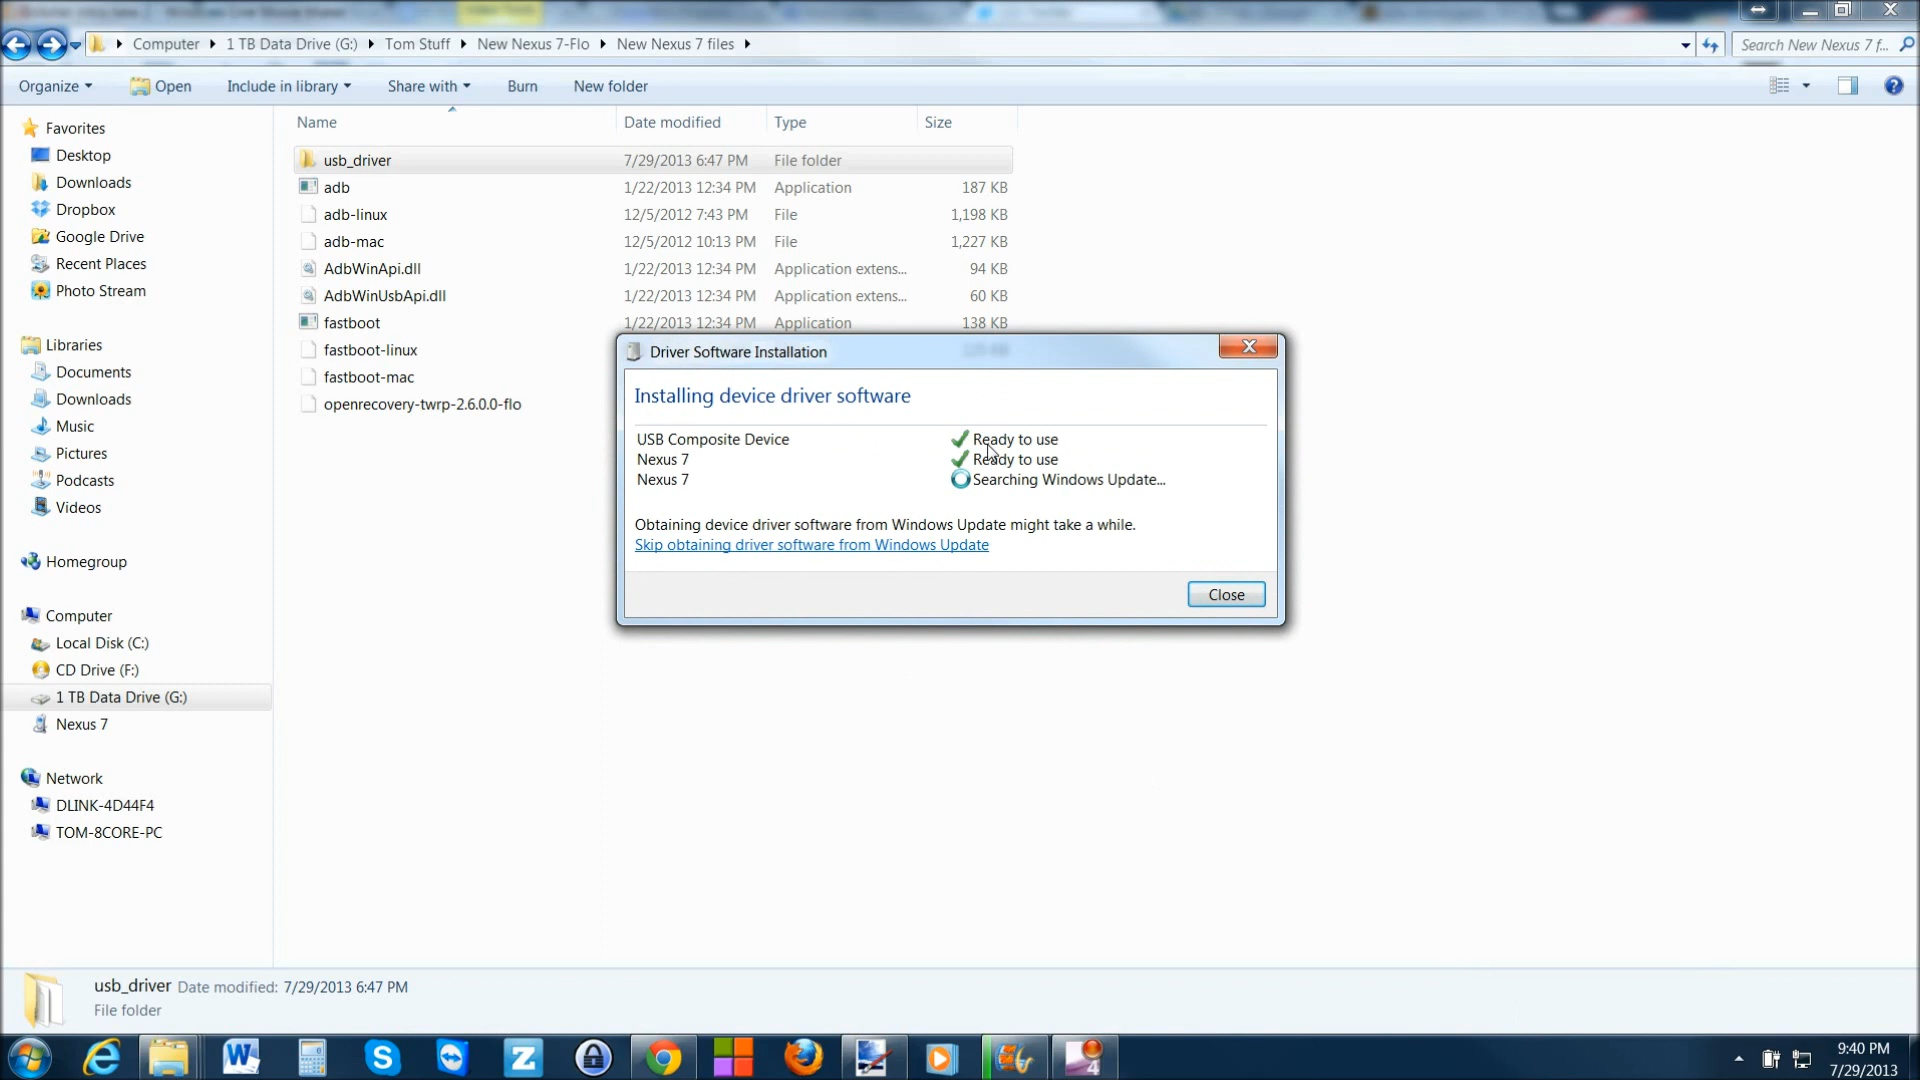 Computer 1 TB Data Drive (G:) Tom Stuff New Nexus 7-Flo New Nexus 7 files
Search New Nexus 7 f...
Organize Open Include in library Share with Burn New folder
Name Date modified Type Size
usb_driver 7/29/2013 6:47 PM File folder
adb 1/22/2013 12:34 PM Application 187 KB
adb-linux 12/5/2012 7:43 PM File 1,198 KB
adb-mac 12/5/2012 10:13 PM File 1,227 KB
AdbWinApi.dll 1/22/2013 12:34 PM Application extens... 94 KB
AdbWinUsbApi.dll 1/22/2013 12:34 PM Application extens... 60 KB
fastboot 1/22/2013 12:34 PM Application 138 KB
fastboot-linux
fastboot-mac
openrecovery-twrp-2.6.0.0-flo
Favorites
Desktop
Downloads
Dropbox
Google Drive
Recent Places
Photo Stream
Libraries
Documents
Downloads
Music
Pictures
Podcasts
Videos
Homegroup
Computer
Local Disk (C:)
CD Drive (F:)
1 TB Data Drive (G:)
Nexus 7
Network
DLINK-4D44F4
TOM-8CORE-PC
Driver Software Installation
Installing device driver software
USB Composite Device Ready to use
Nexus 7 Ready to use
Nexus 7 Searching Windows Update...
Obtaining device driver software from Windows Update might take a while.
Skip obtaining driver software from Windows Update
Close
usb_driver Date modified: 7/29/2013 6:47 PM
File folder
9:40 PM
7/29/2013